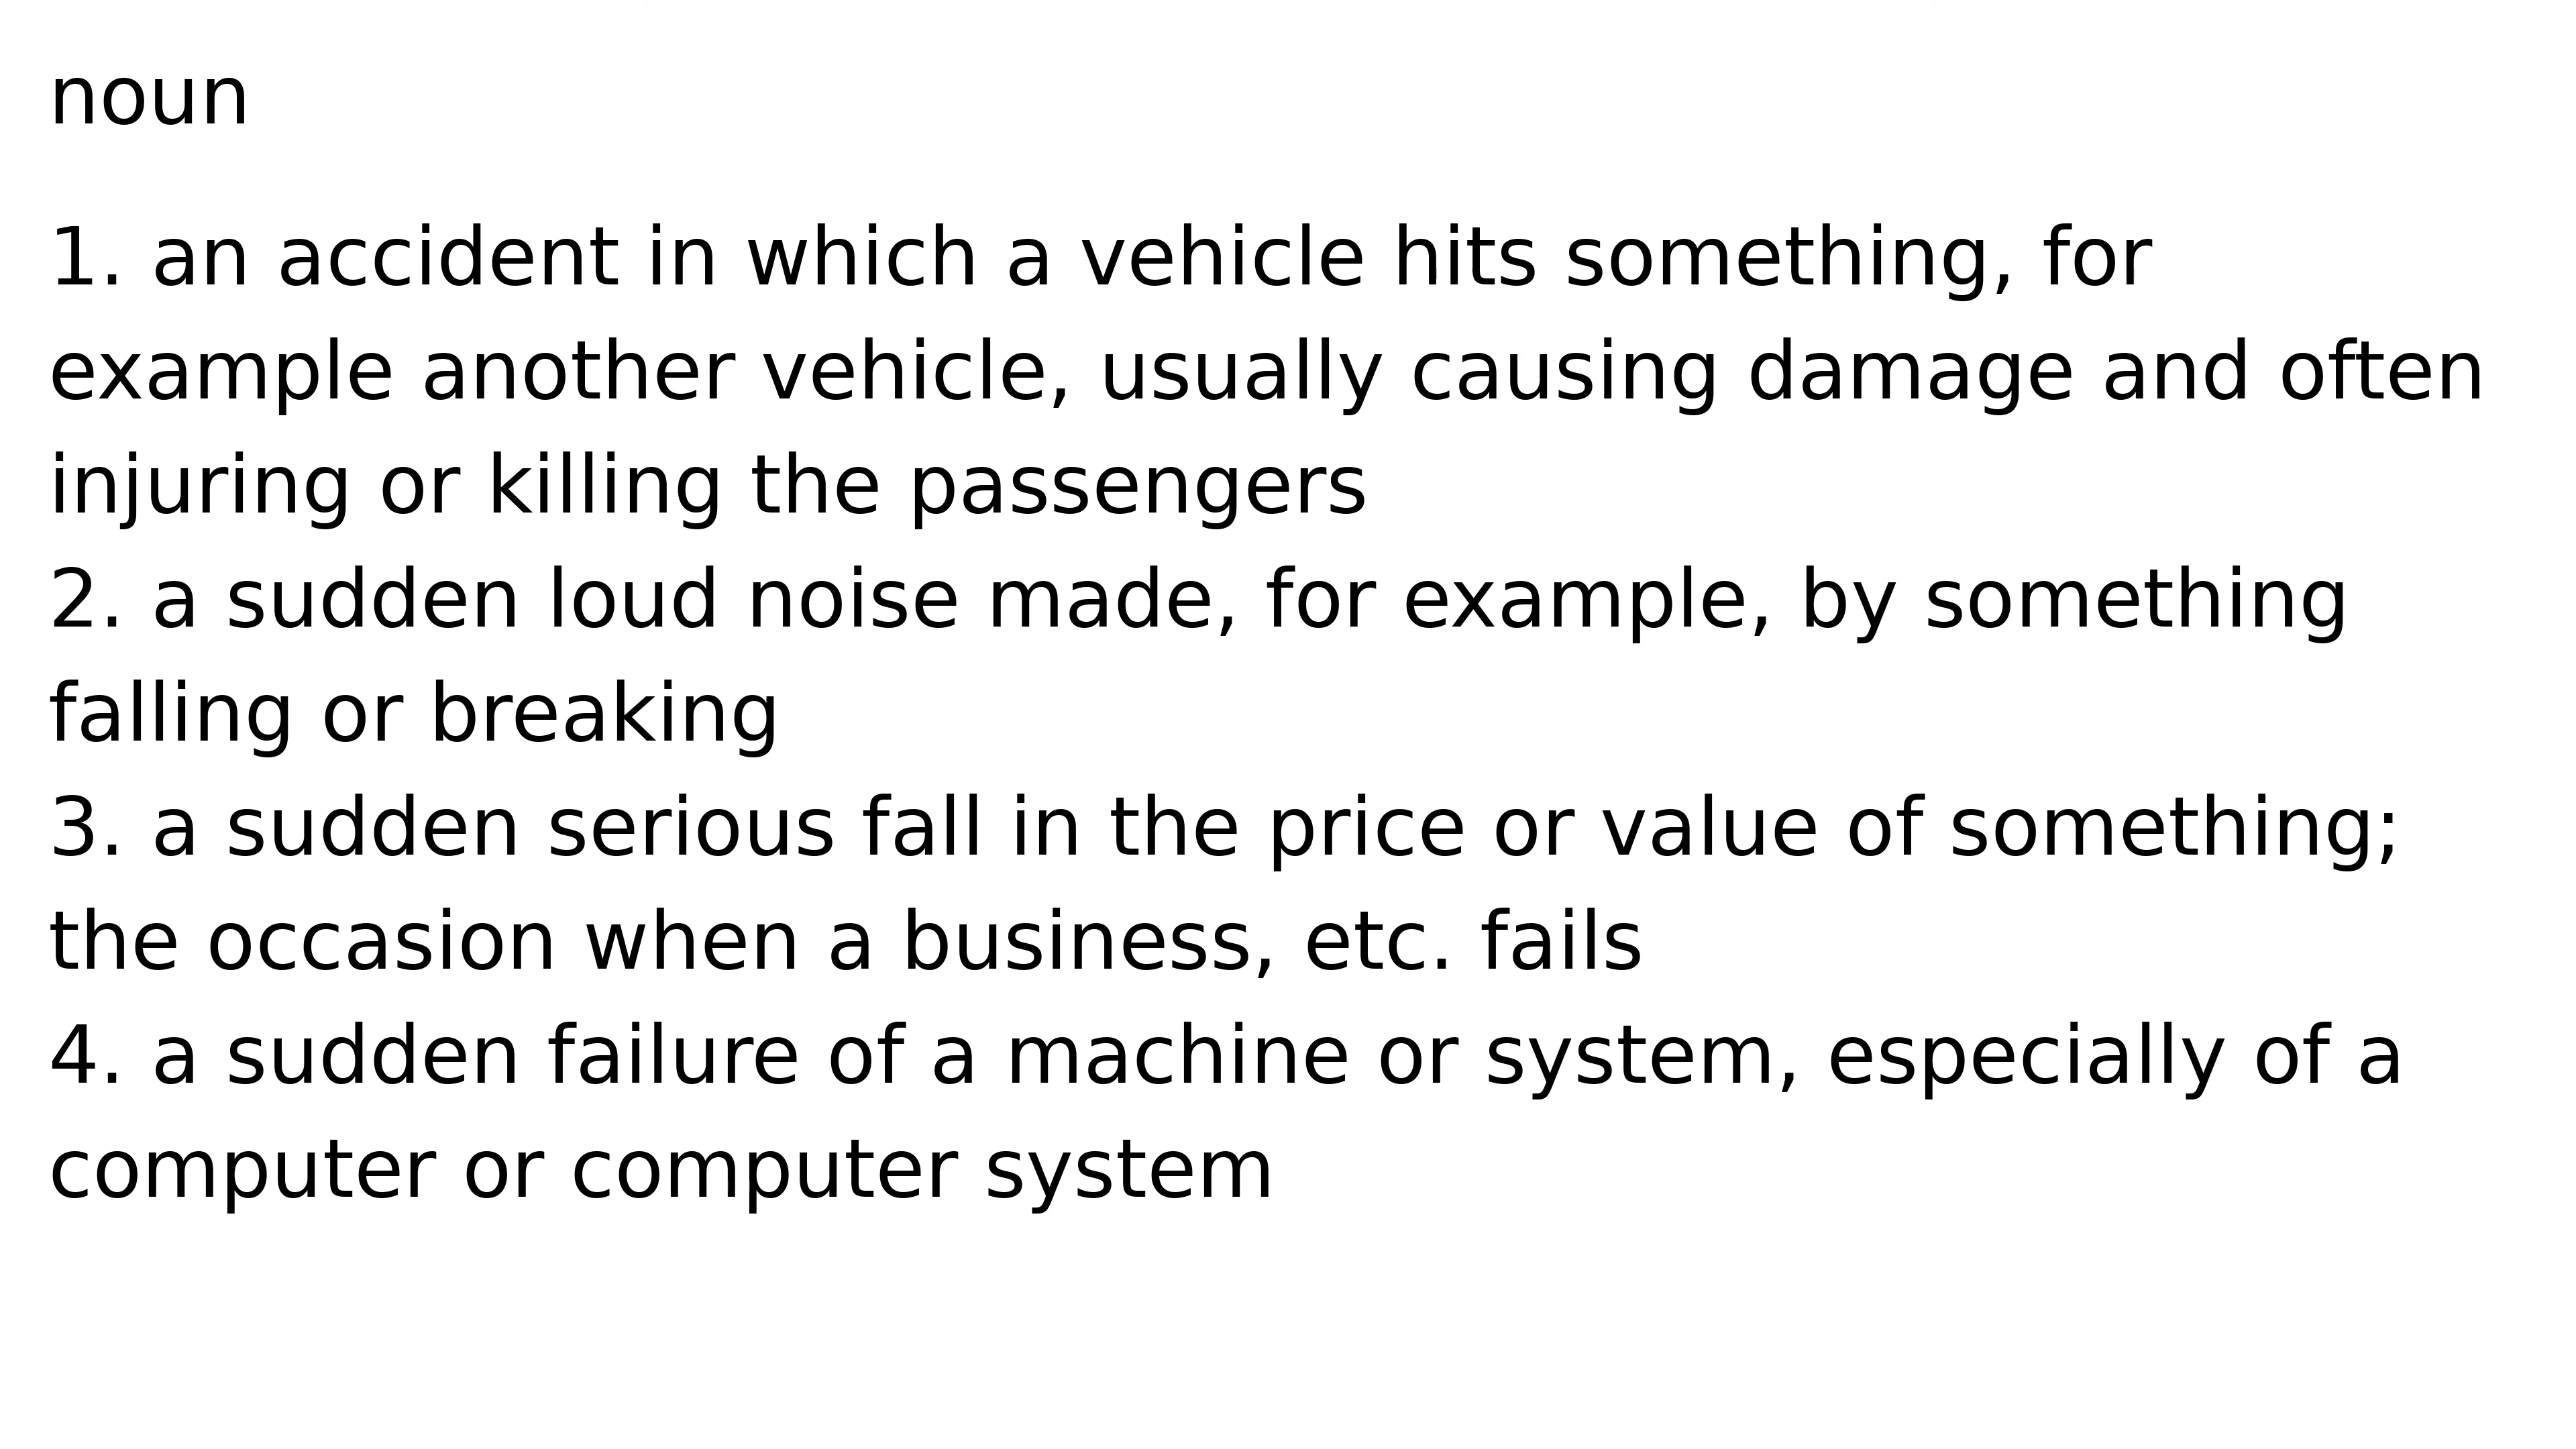 noun
1. an accident in which a vehicle hits something, for
example another vehicle, usually causing damage and often
injuring or killing the passengers
2. a sudden loud noise made, for example, by something
falling or breaking
3. a sudden serious fall in the price or value of something;
the occasion when a business, etc. fails
4. a sudden failure of a machine or system, especially of a
computer or computer system